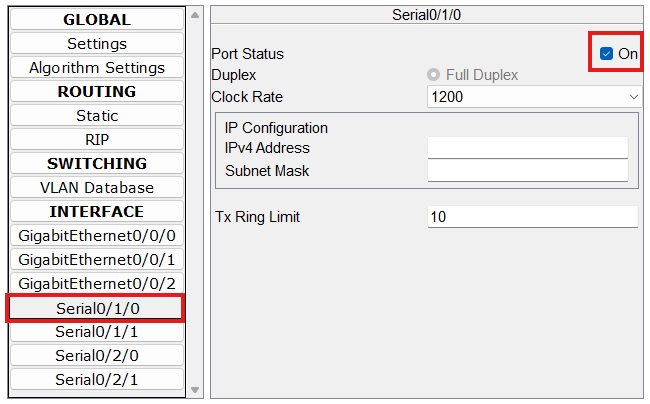 GLOBAL
Settings
Algorithm Settings
ROUTING
Static
RIP
SWITCHING
VLAN Database
INTERFACE
GigabitEthernet0/0/0
GigabitEthernet0/0/1
GigabitEthernet0/0/2
Serial0/1/0
Serial0/1/1
Serial0/2/0
Serial0/2/1
Serial0/1/0
Port Status On
Duplex Full Duplex
Clock Rate 1200
IP Configuration
IPv4 Address
Subnet Mask
Tx Ring Limit 10